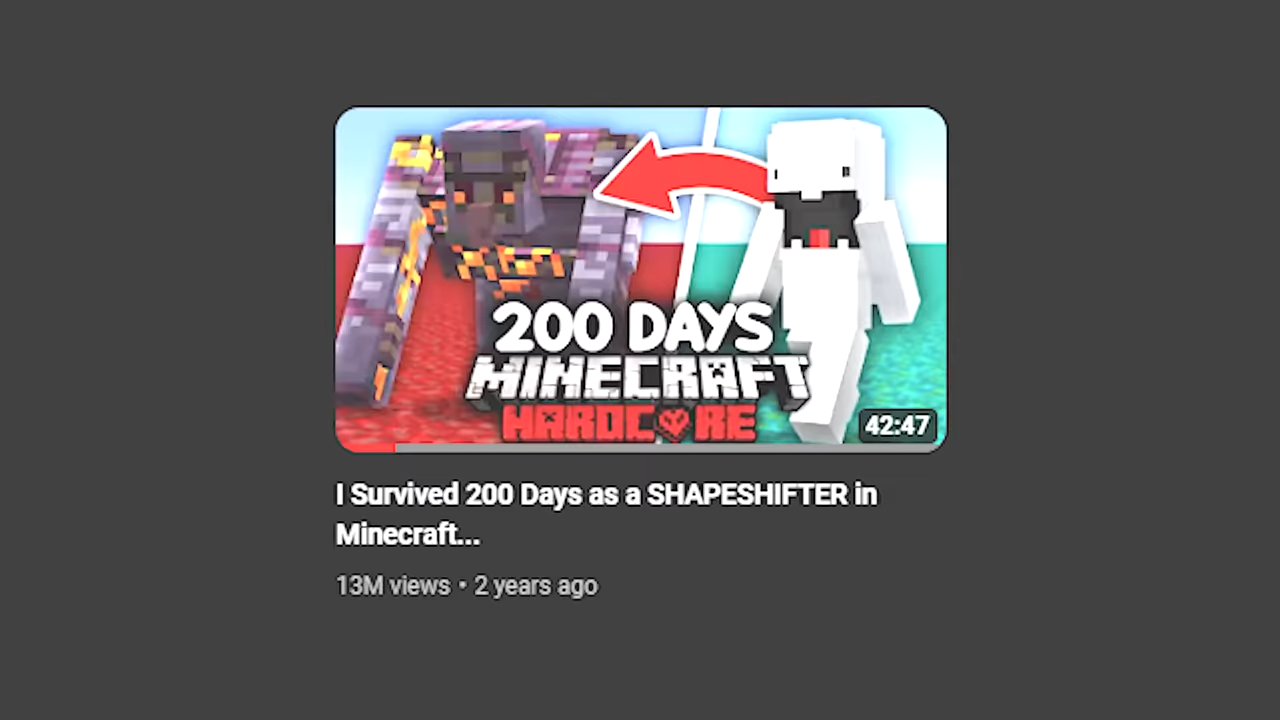 200 DAYS
MINECRAFT
HARDCORE
42:47
I Survived 200 Days as a SHAPESHIFTER in
Minecraft...
13M views • 2 years ago